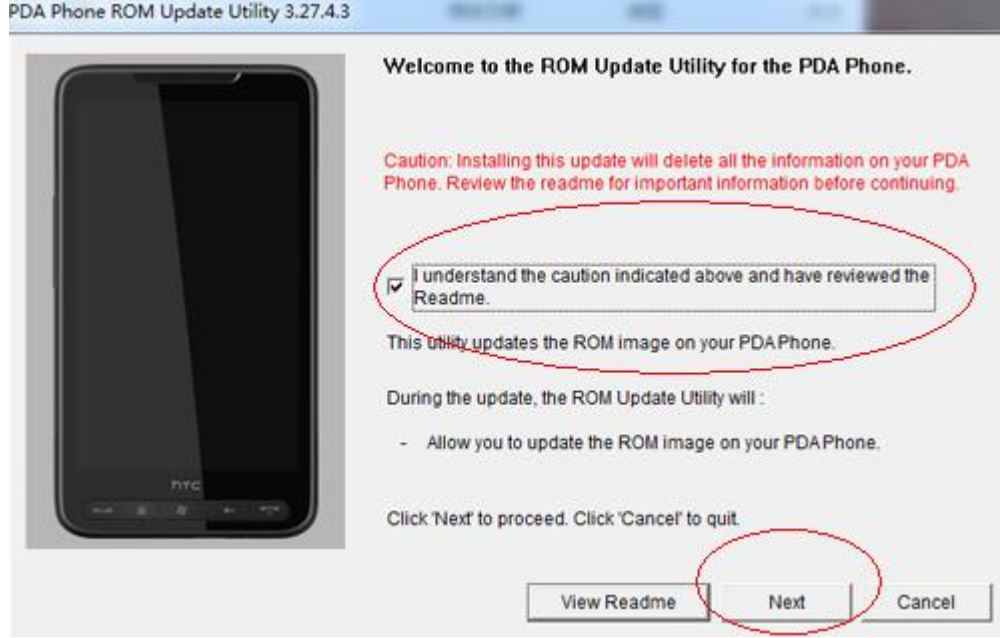 PDA Phone ROM Update Utility 3.27.4.3
Welcome to the ROM Update Utility for the PDA Phone.
Caution: Installing this update will delete all the information on your PDA
Phone. Review the readme for important information before continuing.
I understand the caution indicated above and have reviewed the
Readme.
This utility updates the ROM image on your PDA Phone.
During the update, the ROM Update Utility will :
- Allow you to update the ROM image on your PDA Phone.
hTC
Click 'Next' to proceed. Click 'Cancel' to quit.
View Readme
Next
Cancel